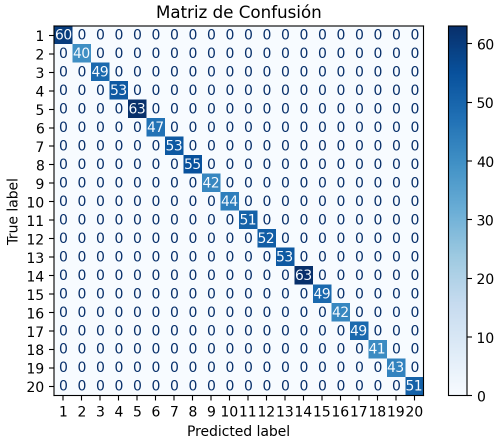 Matriz de Confusión
True label
1 60 0 0 0 0 0 0 0 0 0 0 0 0 0 0 0 0 0 0 0
2 0 40 0 0 0 0 0 0 0 0 0 0 0 0 0 0 0 0 0 0
3 0 0 49 0 0 0 0 0 0 0 0 0 0 0 0 0 0 0 0 0
4 0 0 0 53 0 0 0 0 0 0 0 0 0 0 0 0 0 0 0 0
5 0 0 0 0 63 0 0 0 0 0 0 0 0 0 0 0 0 0 0 0
6 0 0 0 0 0 47 0 0 0 0 0 0 0 0 0 0 0 0 0 0
7 0 0 0 0 0 0 53 0 0 0 0 0 0 0 0 0 0 0 0 0
8 0 0 0 0 0 0 0 55 0 0 0 0 0 0 0 0 0 0 0 0
9 0 0 0 0 0 0 0 0 42 0 0 0 0 0 0 0 0 0 0 0
10 0 0 0 0 0 0 0 0 0 44 0 0 0 0 0 0 0 0 0 0
11 0 0 0 0 0 0 0 0 0 0 51 0 0 0 0 0 0 0 0 0
12 0 0 0 0 0 0 0 0 0 0 0 52 0 0 0 0 0 0 0 0
13 0 0 0 0 0 0 0 0 0 0 0 0 53 0 0 0 0 0 0 0
14 0 0 0 0 0 0 0 0 0 0 0 0 0 63 0 0 0 0 0 0
15 0 0 0 0 0 0 0 0 0 0 0 0 0 0 49 0 0 0 0 0
16 0 0 0 0 0 0 0 0 0 0 0 0 0 0 0 42 0 0 0 0
17 0 0 0 0 0 0 0 0 0 0 0 0 0 0 0 0 49 0 0 0
18 0 0 0 0 0 0 0 0 0 0 0 0 0 0 0 0 0 41 0 0
19 0 0 0 0 0 0 0 0 0 0 0 0 0 0 0 0 0 0 43 0
20 0 0 0 0 0 0 0 0 0 0 0 0 0 0 0 0 0 0 0 51
1 2 3 4 5 6 7 8 9 10 11 12 13 14 15 16 17 18 19 20
Predicted label
60
50
40
30
20
10
0